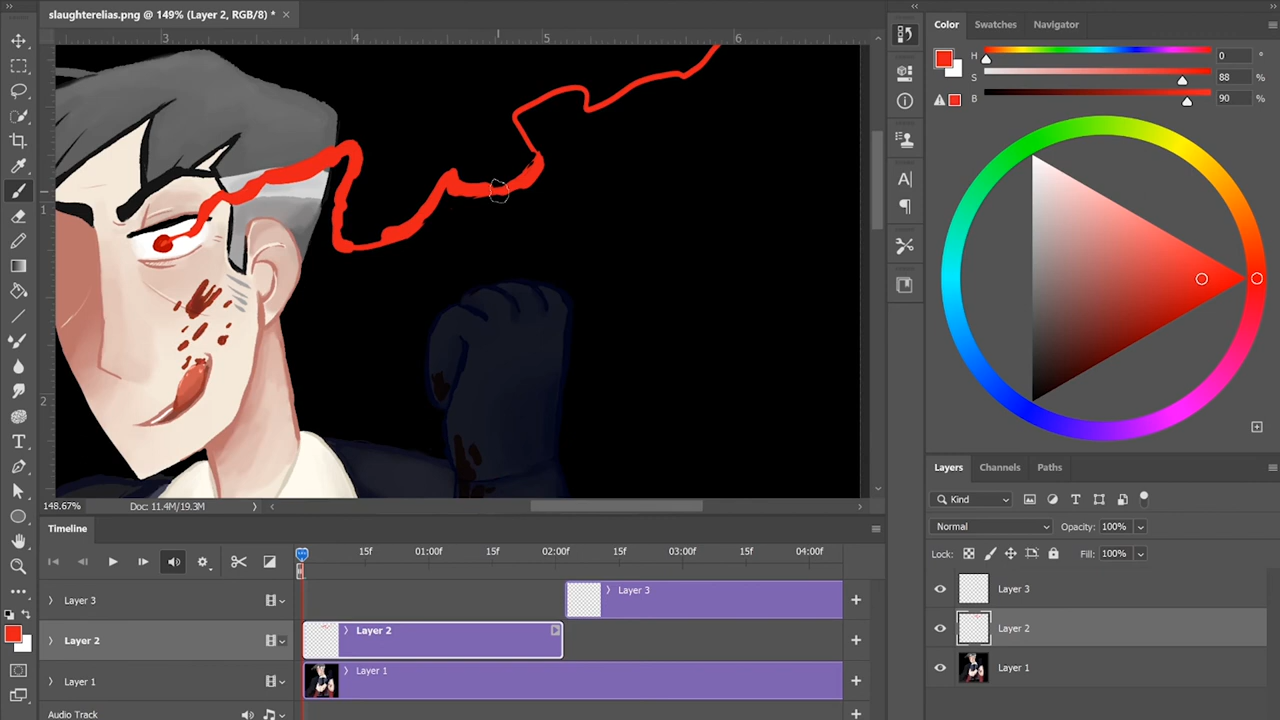 slaughterelias.png @ 149% (Layer 2, RGB/8) * ×
3 4 5 6
1
2
148.67% Doc: 11.4M/19.3M
Timeline
15f 01:00f 15f 02:00f 15f 03:00f 15f 04:00f
Layer 3 Layer 3
Layer 2 Layer 2
Layer 1 Layer 1
Audio Track
Color Swatches Navigator
H 0 °
S 88 %
B 90 %
Layers Channels Paths
Kind
Normal Opacity: 100%
Lock: Fill: 100%
Layer 3
Layer 2
Layer 1